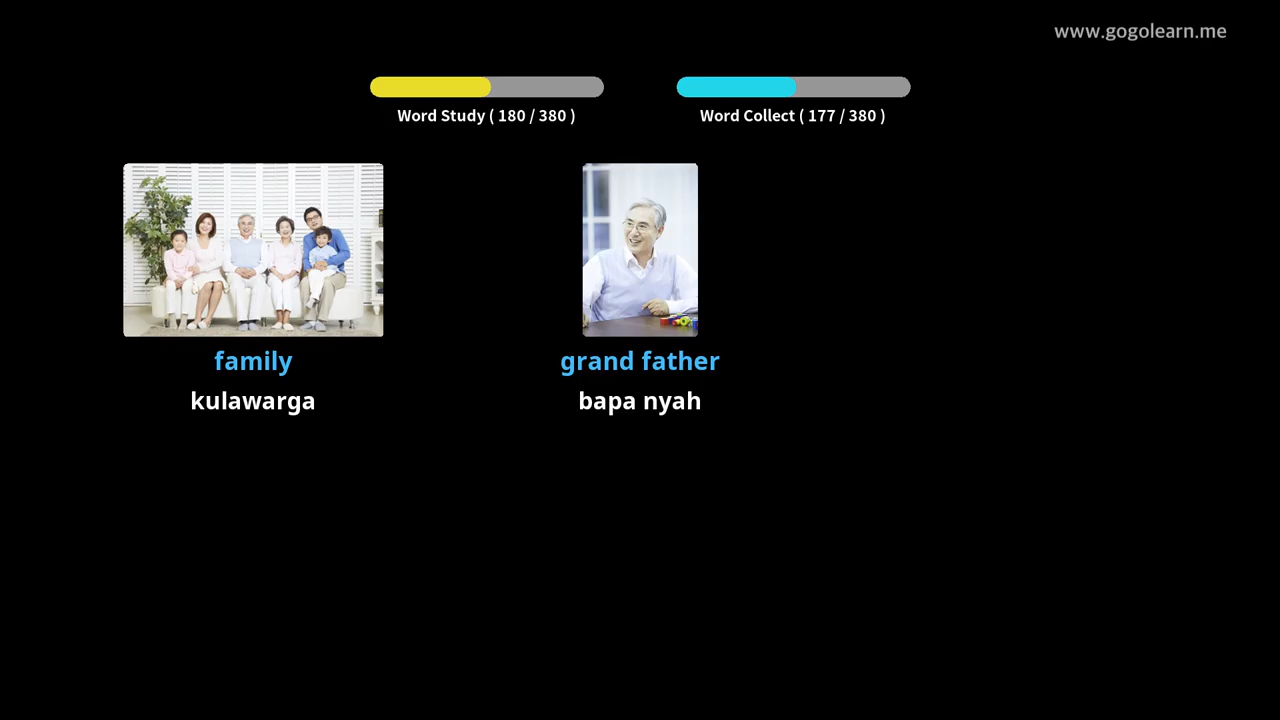 www.gogolearn.me
Word Study ( 180 / 380 )
Word Collect ( 177 / 380 )
family
kulawarga
grand father
bapa nyah